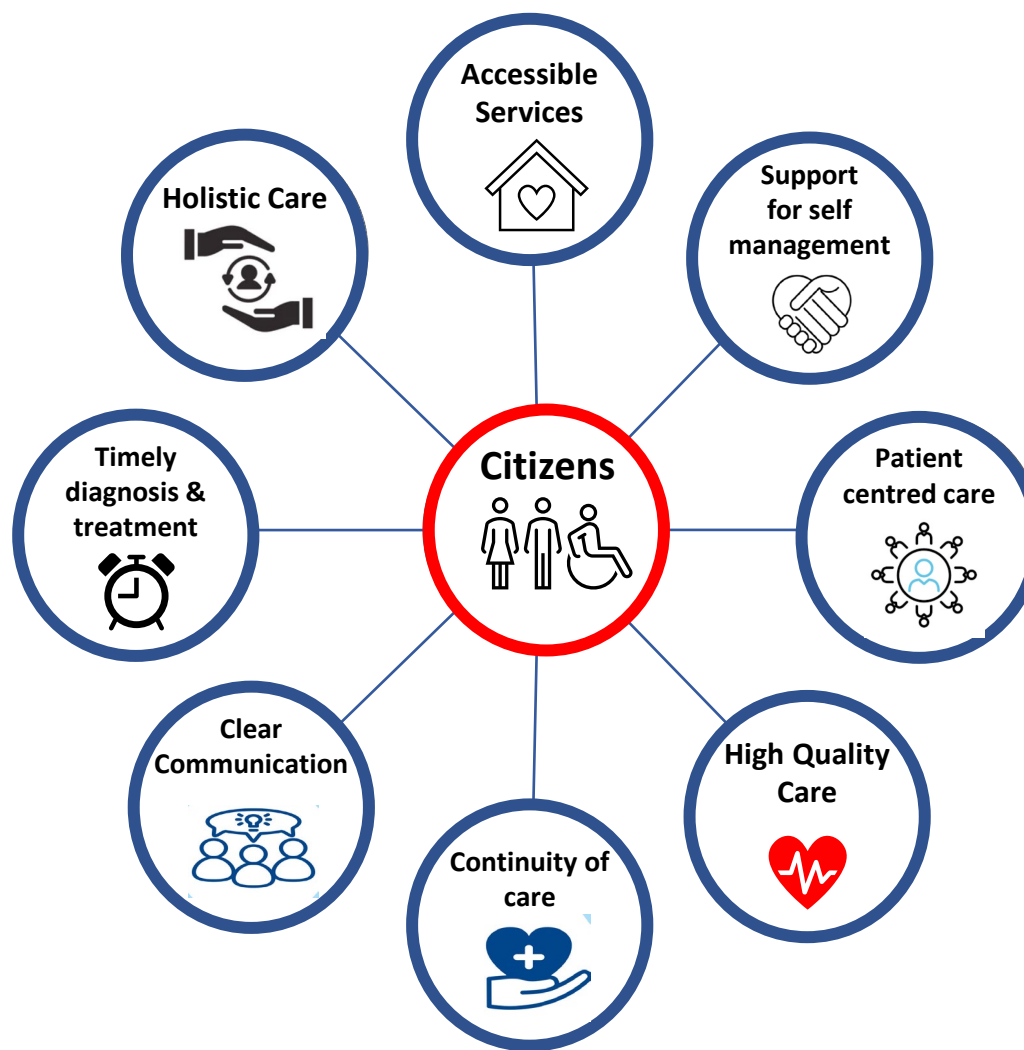 Accessible
Services
Support
for self
management
Patient
centred care
High Quality
Care
Continuity of
care
Clear
Communication
Timely
diagnosis &
treatment
Holistic Care
Citizens